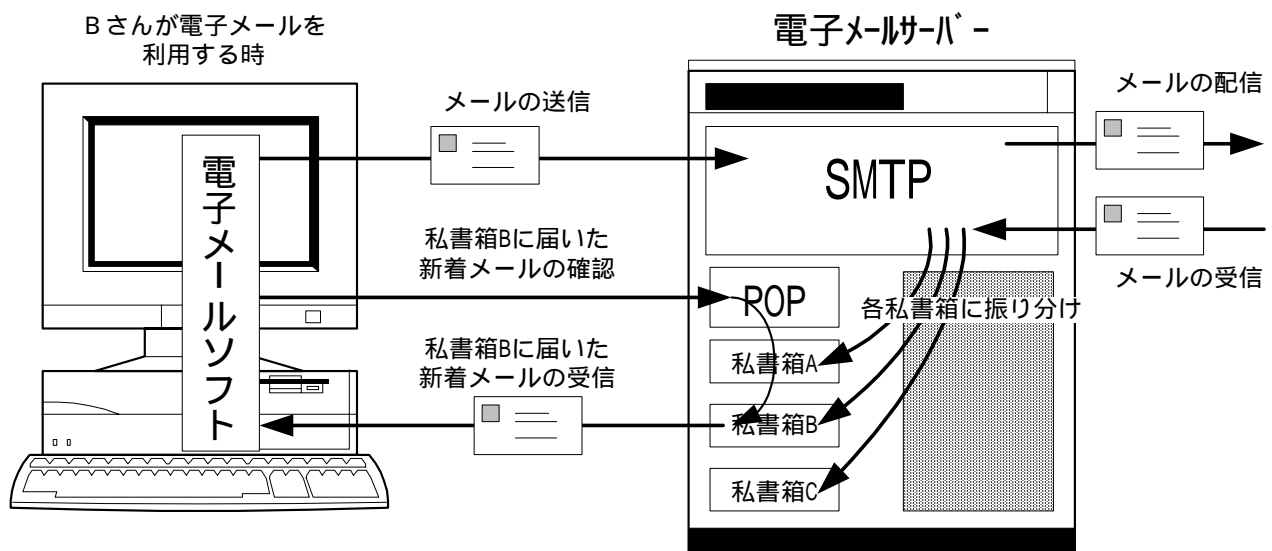 Bさんが電子メールを
利用する時
電子ﾒｰﾙｻｰﾊﾞｰ
メールの送信
メールの配信
SMTP
電子メールソフト
私書箱Bに届いた
新着メールの確認
メールの受信
POP
各私書箱に振り分け
私書箱Bに届いた
新着メールの受信
私書箱A
私書箱B
私書箱C